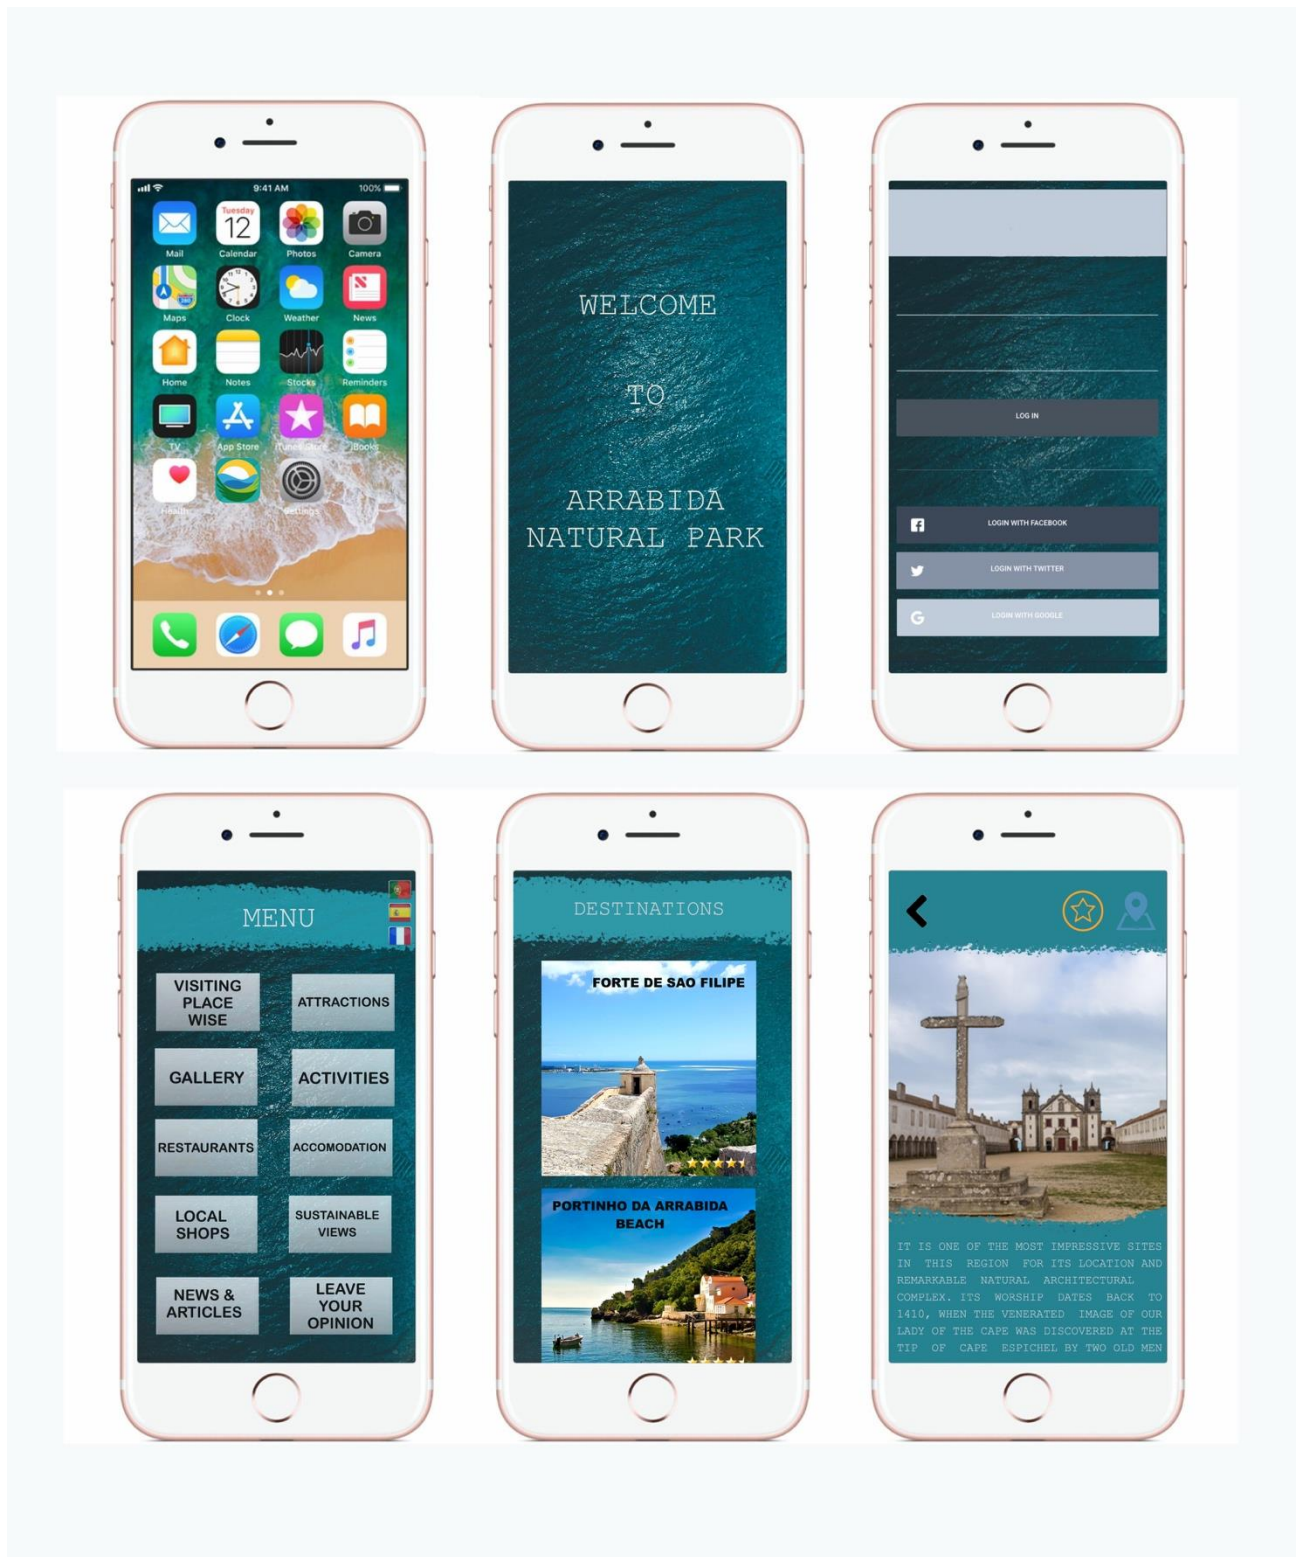 9:41 AM 100%
Tuesday
12
Mail Calendar Photos Camera
Maps Clock Weather News
Home Notes Stocks Reminders
TV App Store iTunes Store iBooks
Health Settings
WELCOME
TO
ARRABIDA
NATURAL PARK
LOG IN
LOGIN WITH FACEBOOK
LOGIN WITH TWITTER
LOGIN WITH GOOGLE
MENU
VISITING
PLACE
WISE
ATTRACTIONS
GALLERY
ACTIVITIES
RESTAURANTS
ACCOMODATION
LOCAL
SHOPS
SUSTAINABLE
VIEWS
NEWS &
ARTICLES
LEAVE
YOUR
OPINION
DESTINATIONS
FORTE DE SAO FILIPE
PORTINHO DA ARRABIDA
BEACH
IT IS ONE OF THE MOST IMPRESSIVE SITES
IN THIS REGION FOR ITS LOCATION AND
REMARKABLE NATURAL ARCHITECTURAL
COMPLEX. ITS WORSHIP DATES BACK TO
1410, WHEN THE VENERATED IMAGE OF OUR
LADY OF THE CAPE WAS DISCOVERED AT THE
TIP OF CAPE ESPICHEL BY TWO OLD MEN